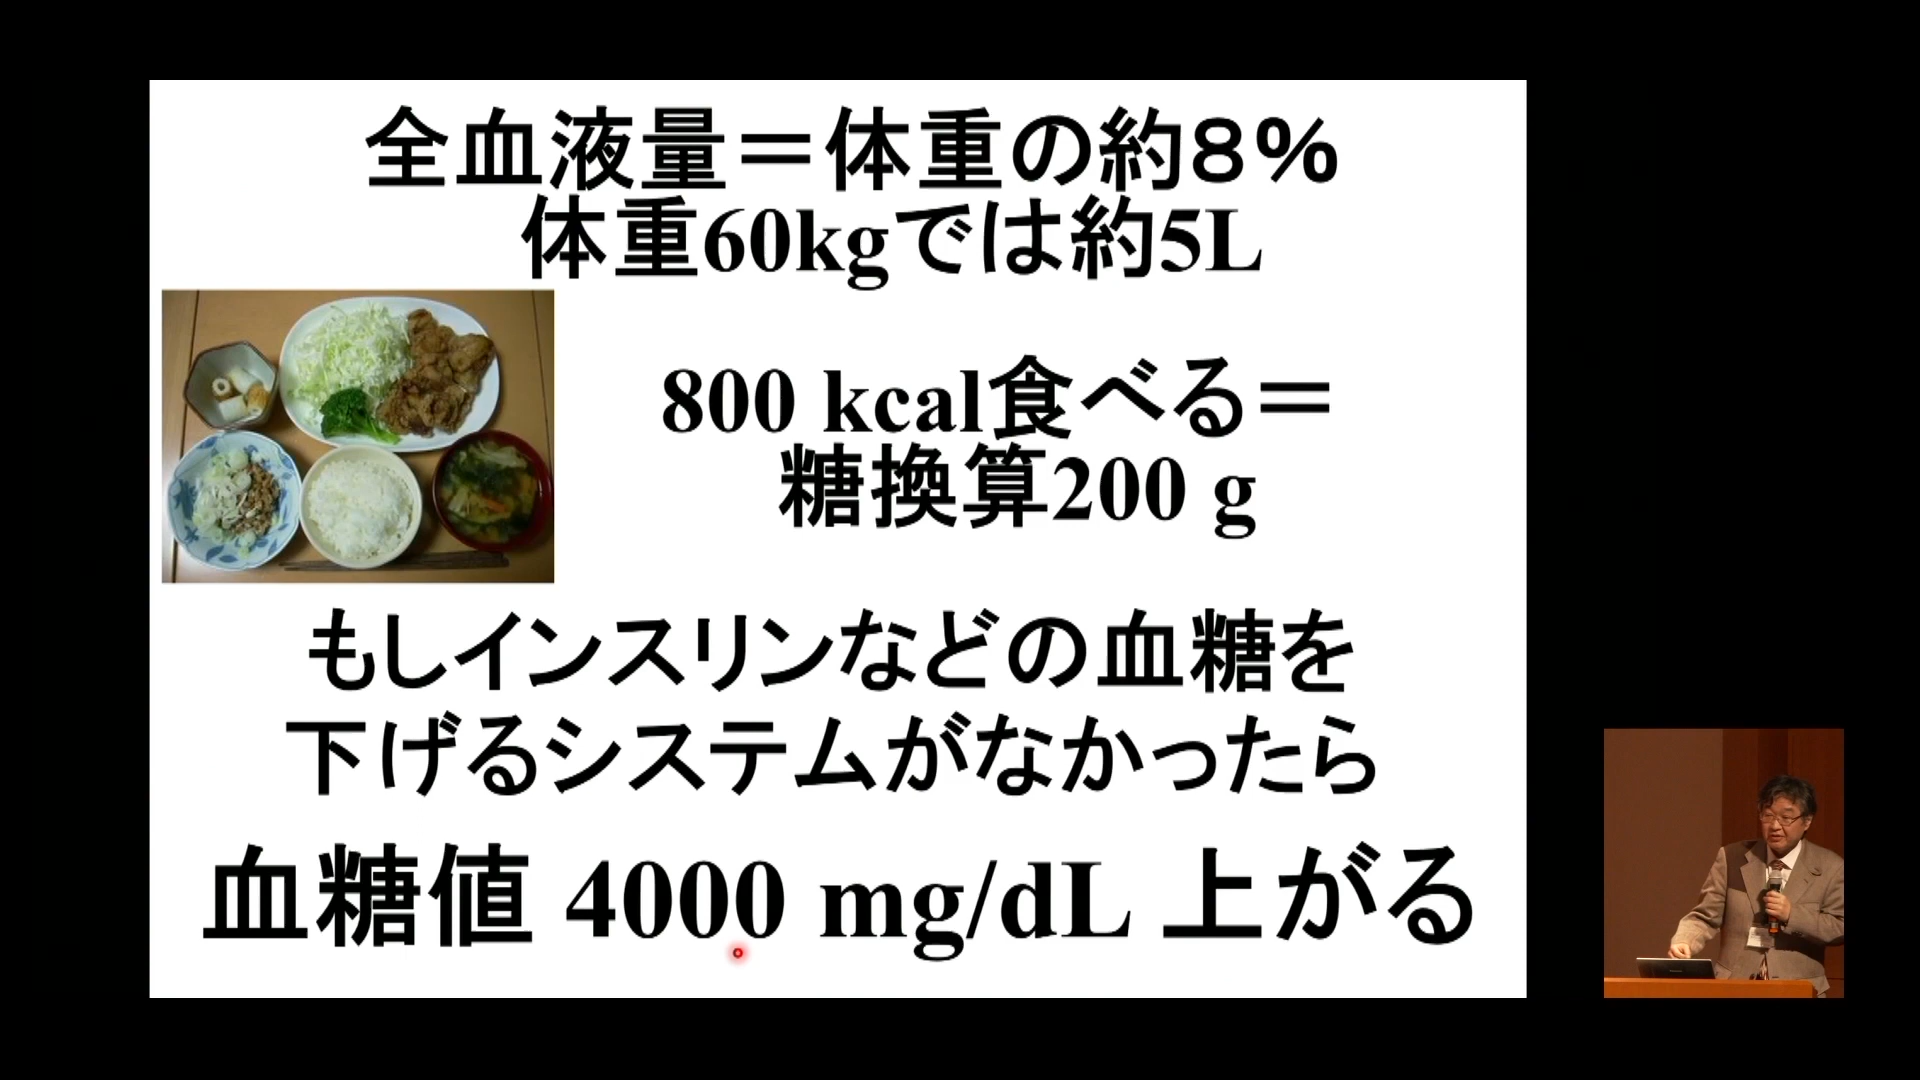 全血液量＝体重の約８％
体重60kgでは約5L
800 kcal食べる＝
糖換算200 g
もしインスリンなどの血糖を
下げるシステムがなかったら
血糖値 4000 mg/dL 上がる